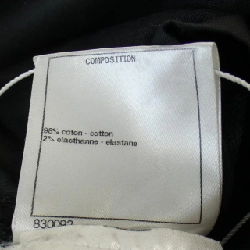 COMPOSITION
98% coton - cotton
2% elasthanne - elastane
830092